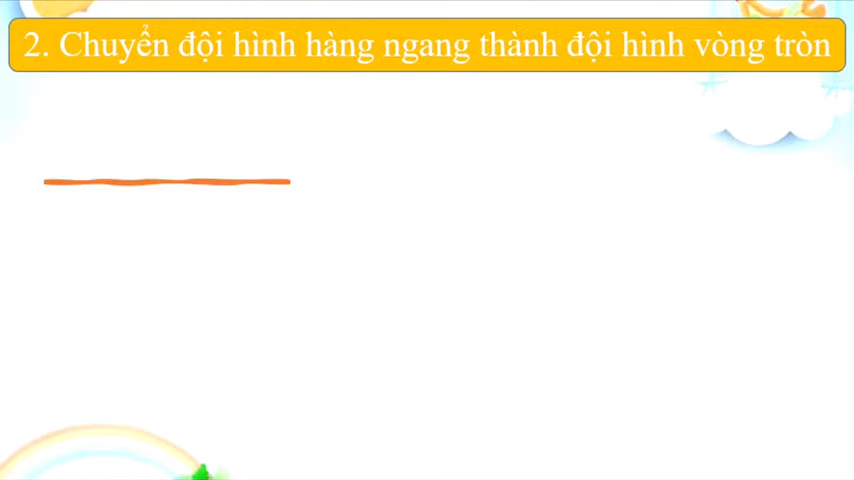 2. Chuyển đội hình hàng ngang thành đội hình vòng tròn